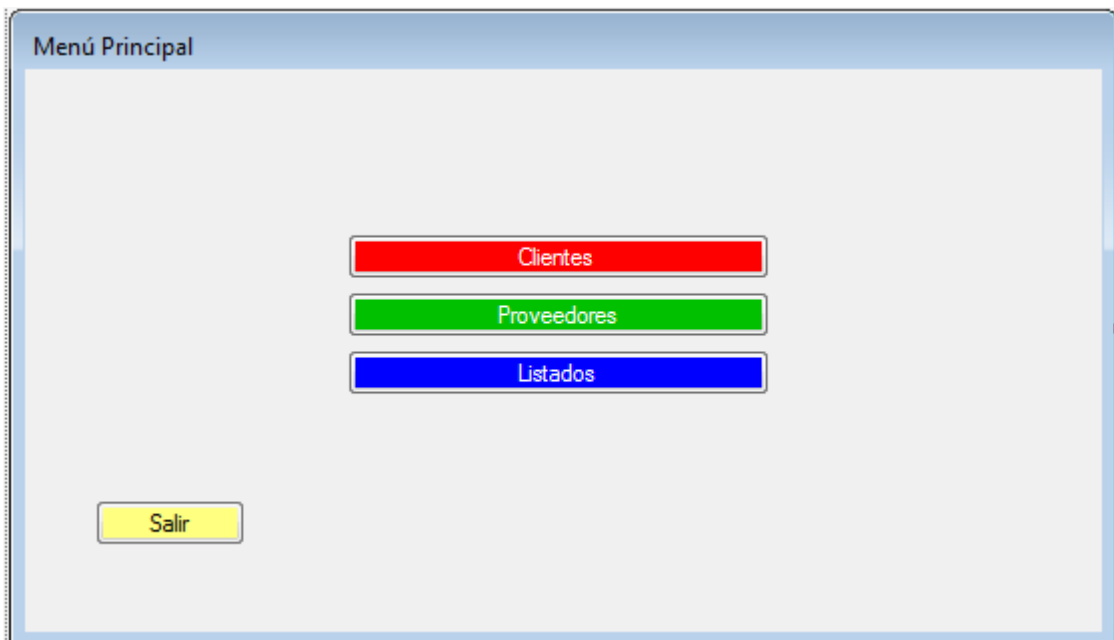 Menú Principal
Clientes
Proveedores
Listados
Salir